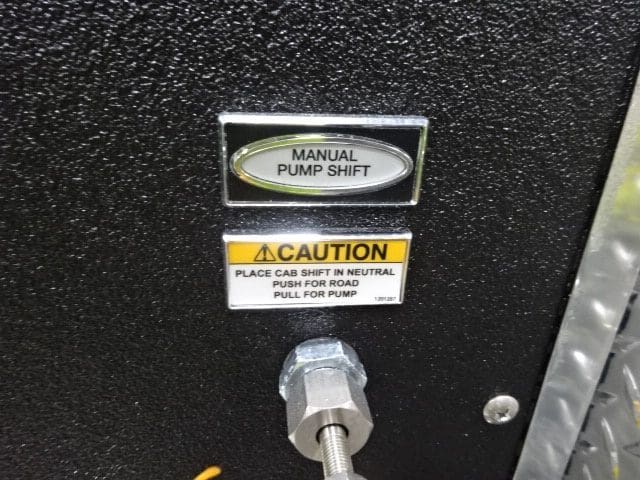 MANUAL
PUMP SHIFT
⚠CAUTION
PLACE CAB SHIFT IN NEUTRAL
PUSH FOR ROAD
PULL FOR PUMP